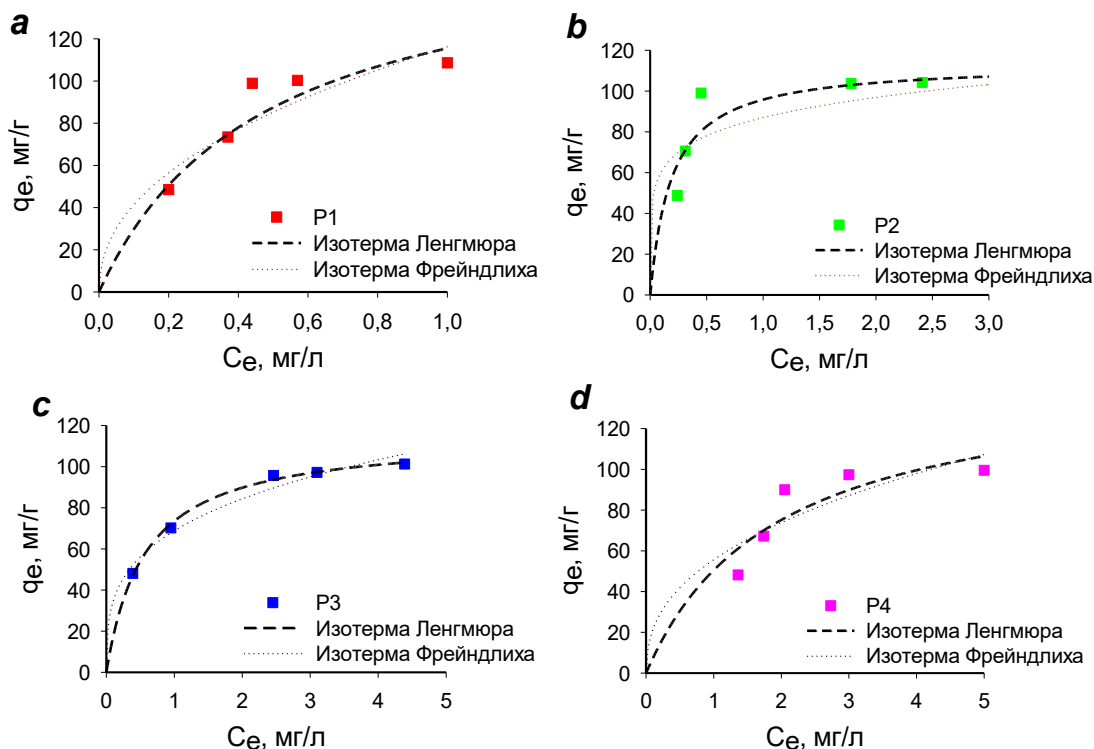 a
120
100
80
60
40
20
0
qe, мг/г
P1
Изотерма Ленгмюра
Изотерма Фрейндлиха
0,0 0,2 0,4 0,6 0,8 1,0
Ce, мг/л
b
120
100
80
60
40
20
0
qe, мг/г
P2
Изотерма Ленгмюра
Изотерма Фрейндлиха
0,0 0,5 1,0 1,5 2,0 2,5 3,0
Ce, мг/л
c
120
100
80
60
40
20
0
qe, мг/г
P3
Изотерма Ленгмюра
Изотерма Фрейндлиха
0 1 2 3 4 5
Ce, мг/л
d
120
100
80
60
40
20
0
qe, мг/г
P4
Изотерма Ленгмюра
Изотерма Фрейндлиха
0 1 2 3 4 5
Ce, мг/л